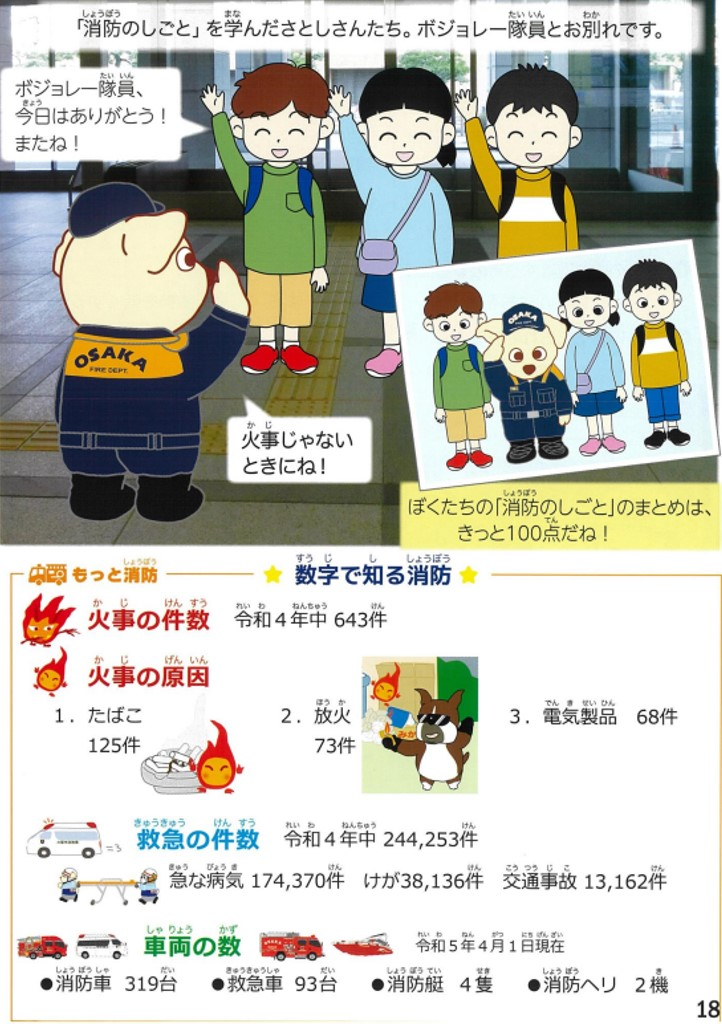 「消防のしごと」を学んださとしさんたち。ボジョレー隊員とお別れです。
ボジョレー隊員、
今日はありがとう！
またね！
OSAKA
FIRE DEPT.
OSAKA
火事じゃない
ときにね！
ぼくたちの「消防のしごと」のまとめは、
きっと100点だね！
もっと消防
数字で知る消防
火事の件数 令和4年中 643件
火事の原因
1．たばこ
125件
2．放火
73件
3．電気製品 68件
みか
救急の件数 令和4年中 244,253件
急な病気 174,370件 けが38,136件 交通事故 13,162件
車両の数 OSAKA 令和5年4月1日現在
●消防車 319台 ●救急車 93台 ●消防艇 4隻 ●消防ヘリ 2機
18